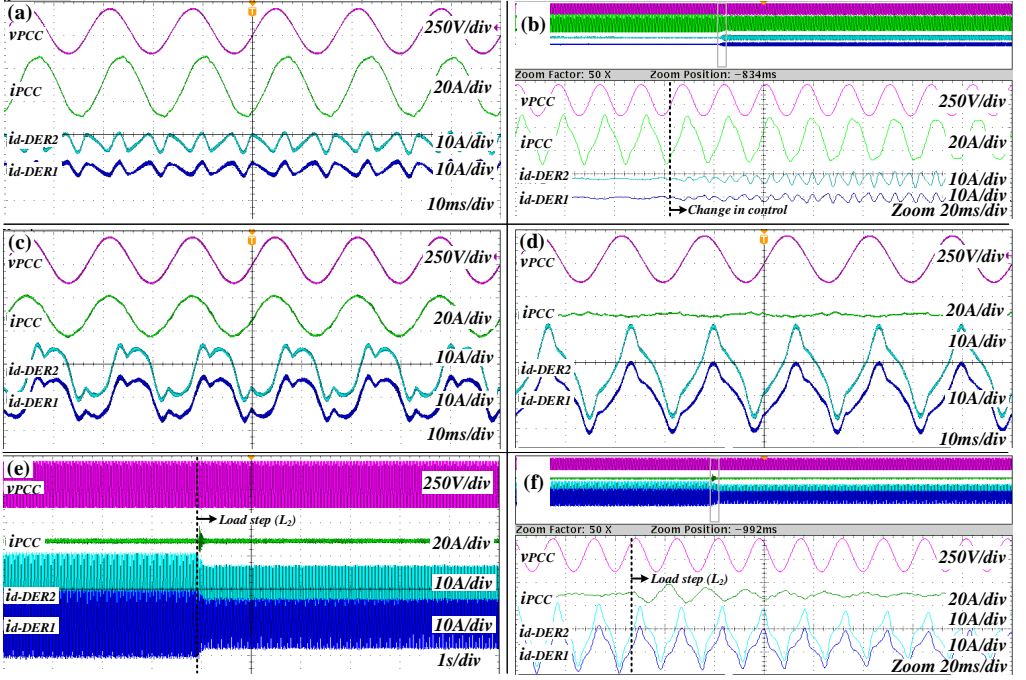 (a)
T
vPCC
250V/div
iPCC
20A/div
id-DER2
10A/div
id-DER1
10A/div
10ms/div
(b)
Zoom Factor: 50 X Zoom Position: -834ms
vPCC
250V/div
iPCC
20A/div
id-DER2
10A/div
id-DER1
10A/div
Change in control
Zoom 20ms/div
(c)
T
vPCC
250V/div
iPCC
20A/div
10A/div
id-DER2
10A/div
id-DER1
10ms/div
(d)
T
vPCC
250V/div
iPCC
20A/div
10A/div
id-DER2
10A/div
id-DER1
10ms/div
(e)
vPCC
250V/div
Load step (L2)
iPCC
20A/div
10A/div
id-DER2
10A/div
id-DER1
1s/div
(f)
Zoom Factor: 50 X Zoom Position: -992ms
vPCC
250V/div
Load step (L2)
iPCC
20A/div
10A/div
id-DER2
10A/div
id-DER1
Zoom 20ms/div